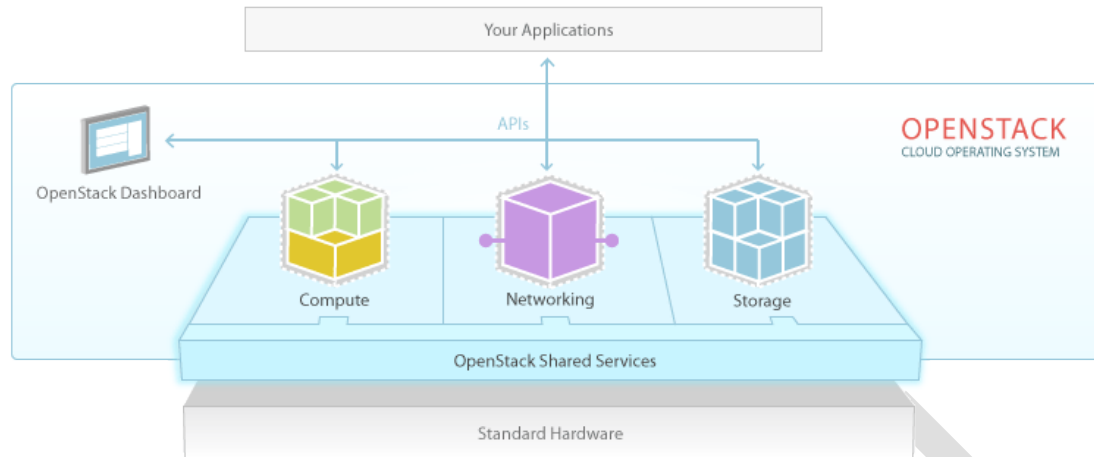 Your Applications
APIs
OPENSTACK
CLOUD OPERATING SYSTEM
OpenStack Dashboard
Compute
Networking
Storage
OpenStack Shared Services
Standard Hardware